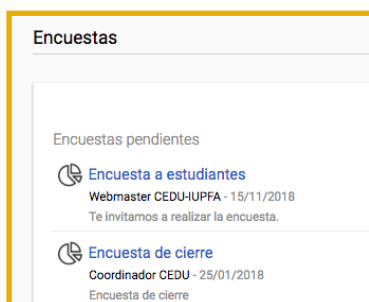 Encuestas
Encuestas pendientes
Encuesta a estudiantes
Webmaster CEDU-IUPFA - 15/11/2018
Te invitamos a realizar la encuesta.
Encuesta de cierre
Coordinador CEDU - 25/01/2018
Encuesta de cierre